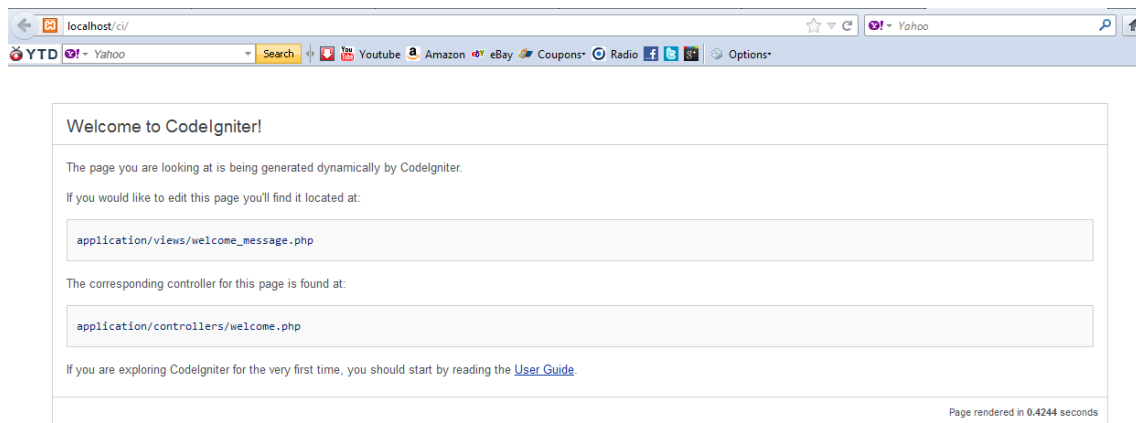 localhost/ci/ Yahoo
YTD Yahoo Search You Tube Youtube a Amazon ebY eBay Coupons Radio Options
Welcome to CodeIgniter!
The page you are looking at is being generated dynamically by CodeIgniter.
If you would like to edit this page you'll find it located at:
application/views/welcome_message.php
The corresponding controller for this page is found at:
application/controllers/welcome.php
If you are exploring CodeIgniter for the very first time, you should start by reading the User Guide.
Page rendered in 0.4244 seconds